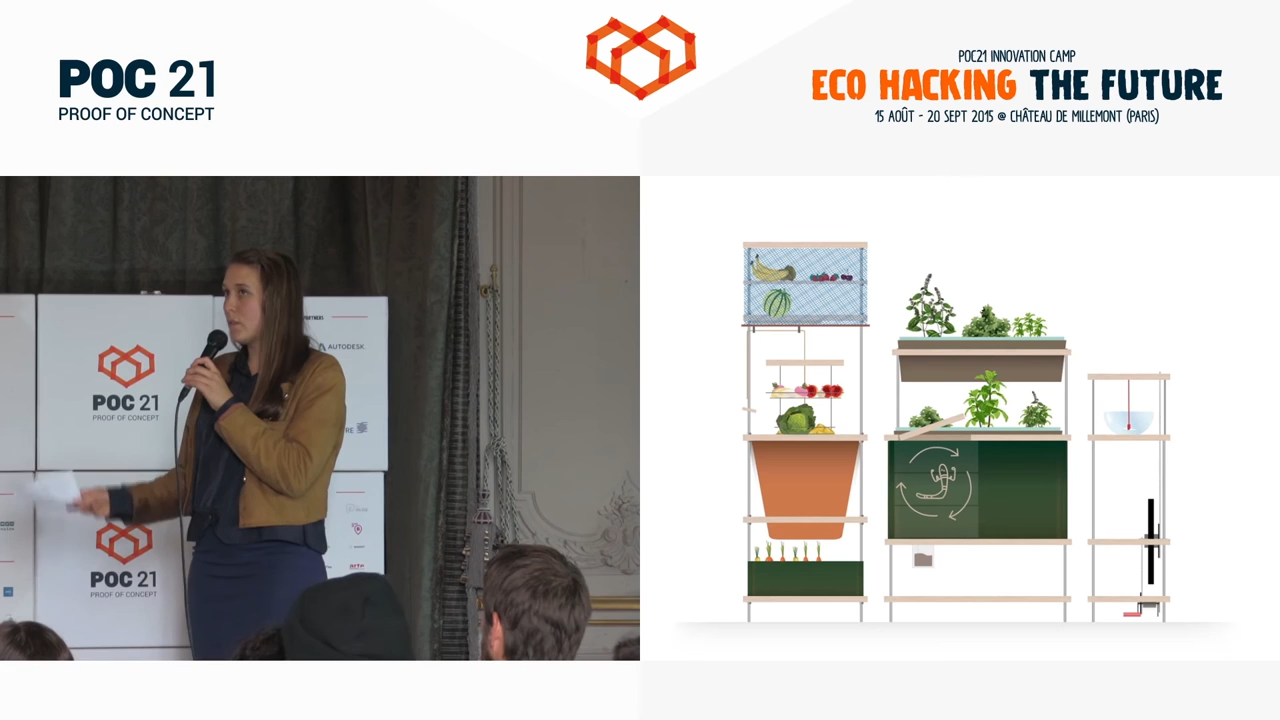 POC 21
PROOF OF CONCEPT
POC21 INNOVATION CAMP
ECO HACKING THE FUTURE
15 AOÛT - 20 SEPT 2015 @ CHÂTEAU DE MILLEMONT (PARIS)
PARTNERS
AUTODESK
POC 21
PROOF OF CONCEPT
POC 21
PROOF OF CONCEPT
arte